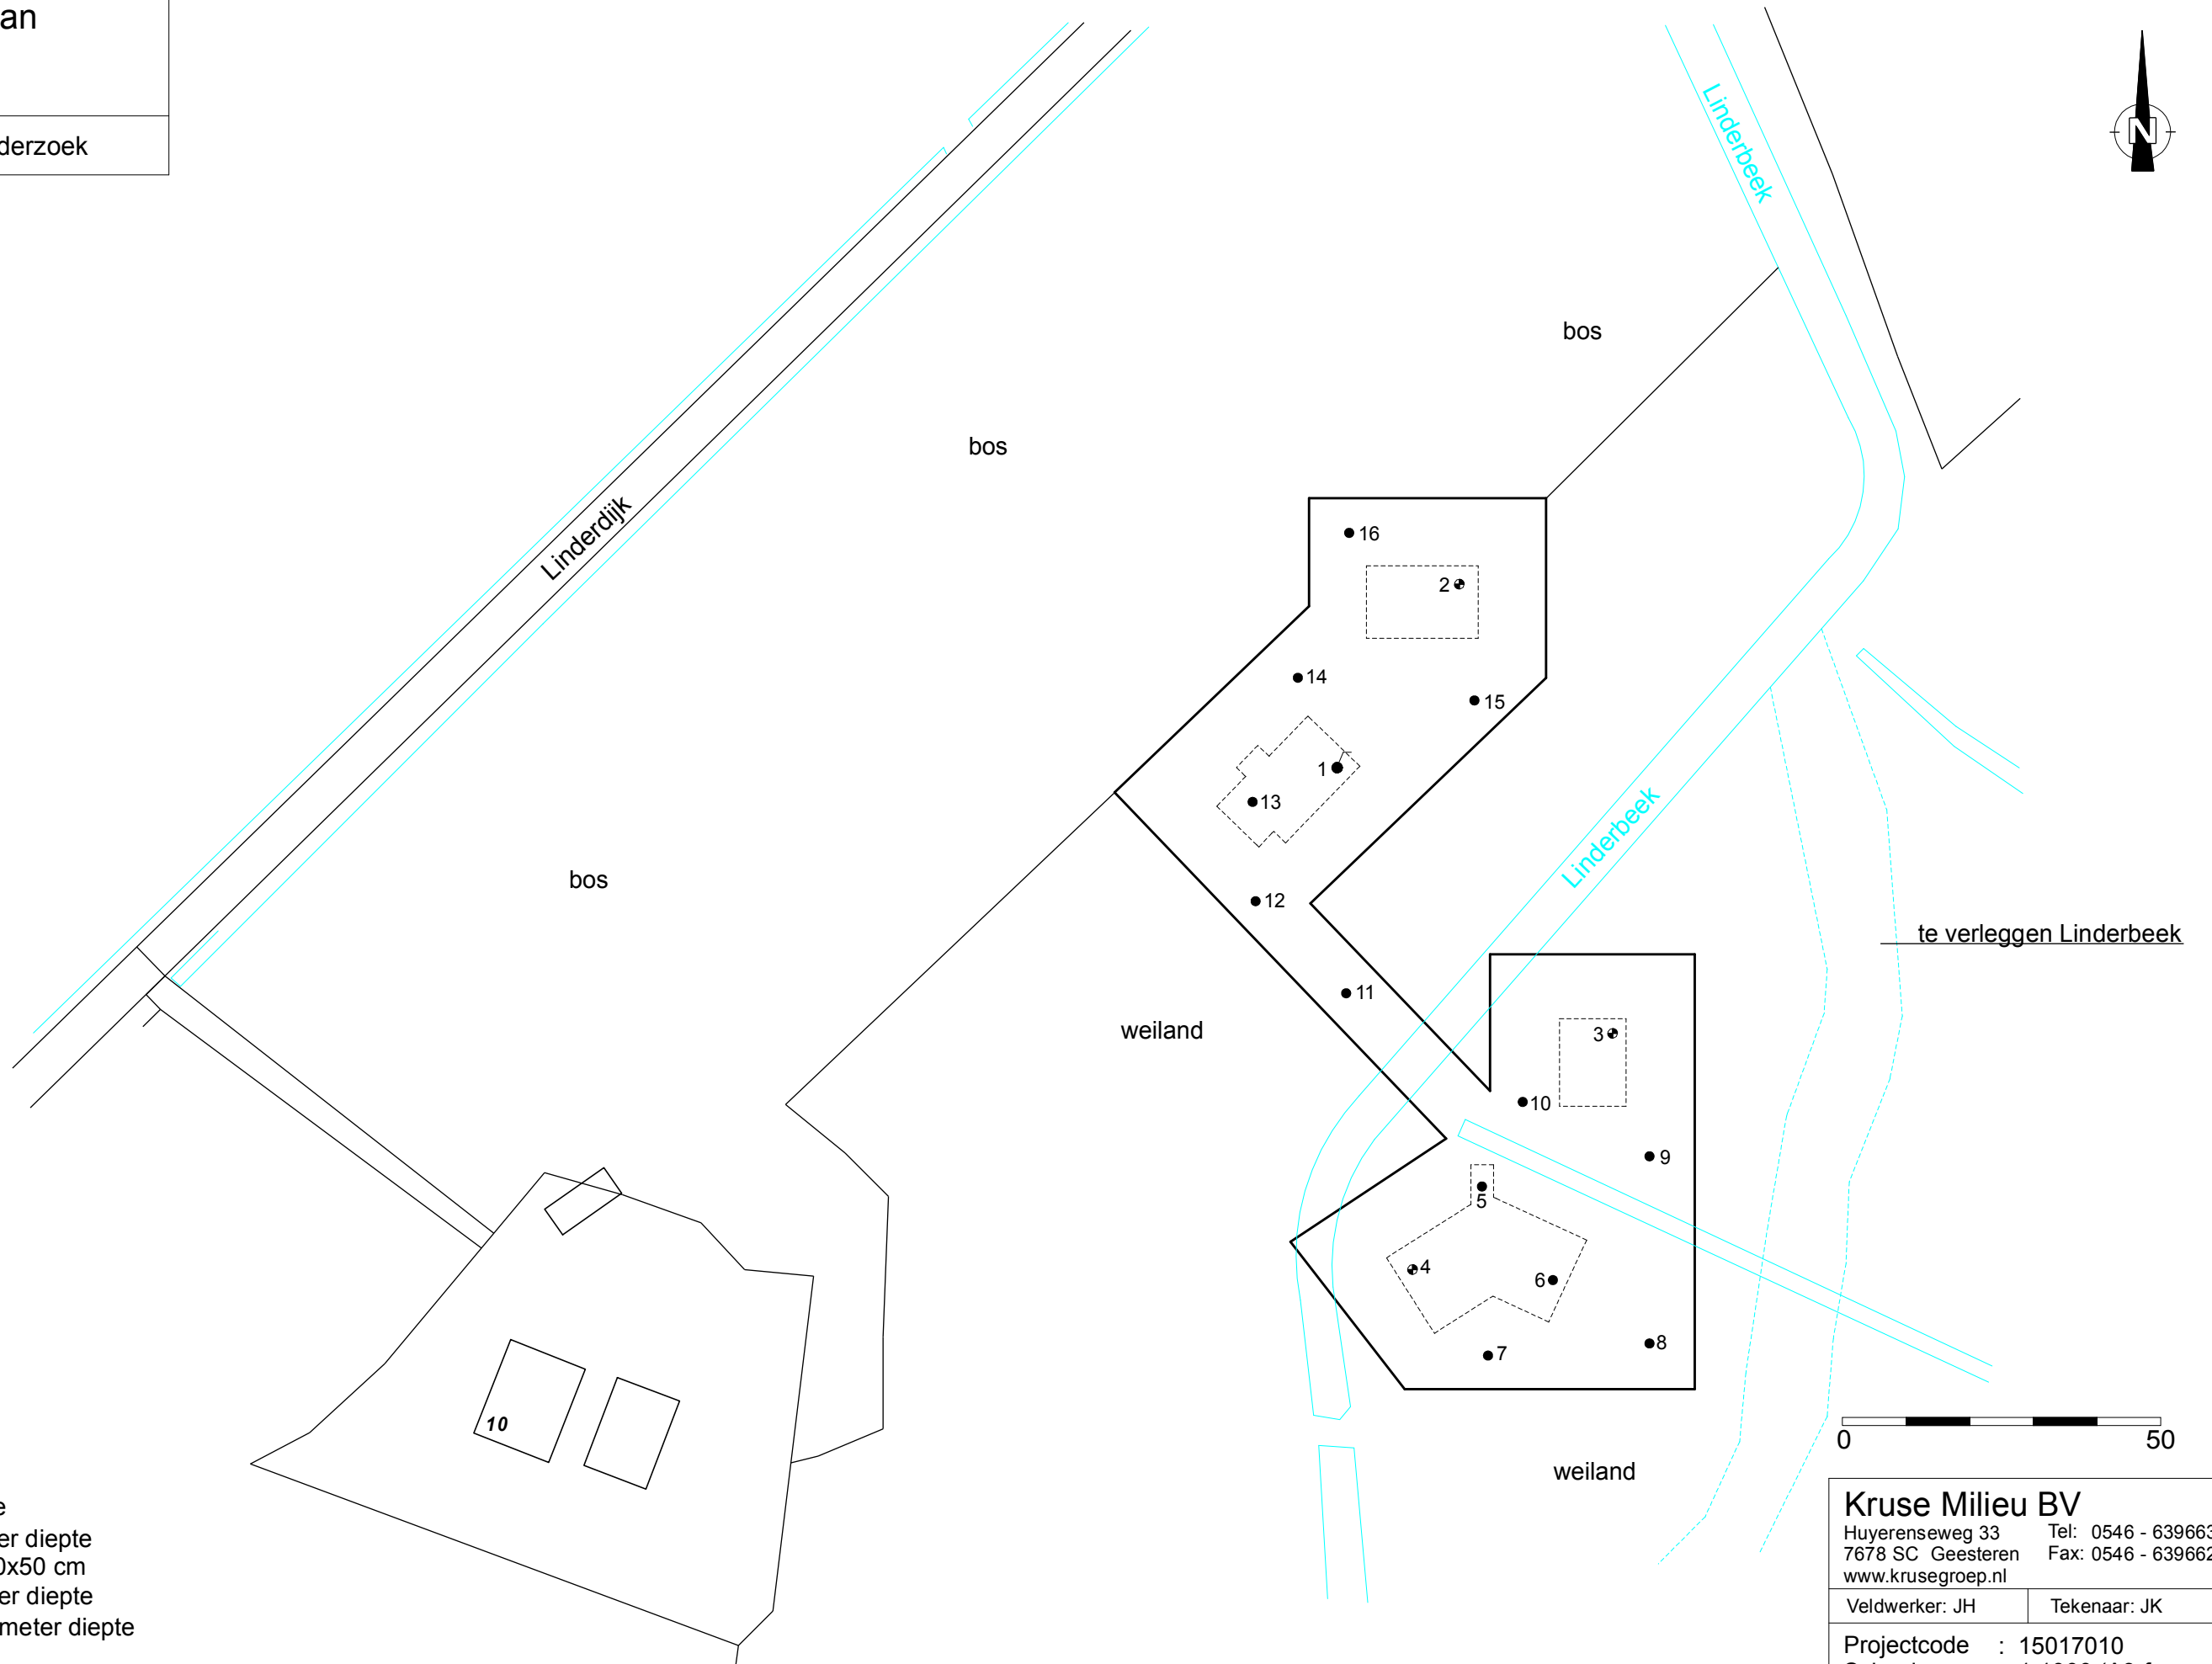 an
derzoek
Linderdijk
Linderbeek
N
bos
bos
bos
16
2
14
15
1
13
12
11
Linderbeek
te verleggen Linderbeek
weiland
3
10
9
5
4
6
7
8
10
0 50
weiland
e
er diepte
0x50 cm
er diepte
meter diepte
Kruse Milieu BV
Huyerenseweg 33 Tel: 0546 - 639663
7678 SC Geesteren Fax: 0546 - 639662
www.krusegroep.nl
Veldwerker: JH Tekenaar: JK
Projectcode : 15017010